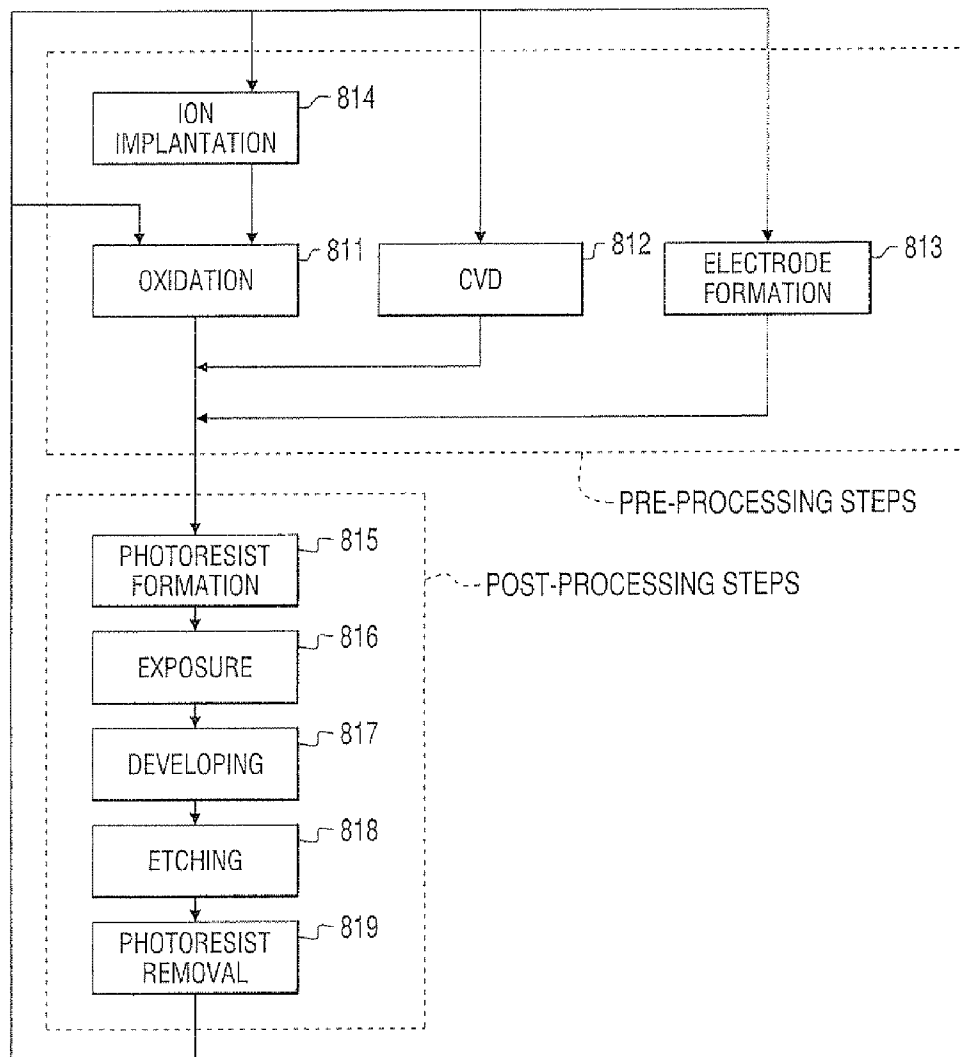 ION
IMPLANTATION
814
OXIDATION
811
CVD
812
ELECTRODE
FORMATION
813
PRE-PROCESSING STEPS
PHOTORESIST
FORMATION
815
POST-PROCESSING STEPS
EXPOSURE
816
DEVELOPING
817
ETCHING
818
PHOTORESIST
REMOVAL
819